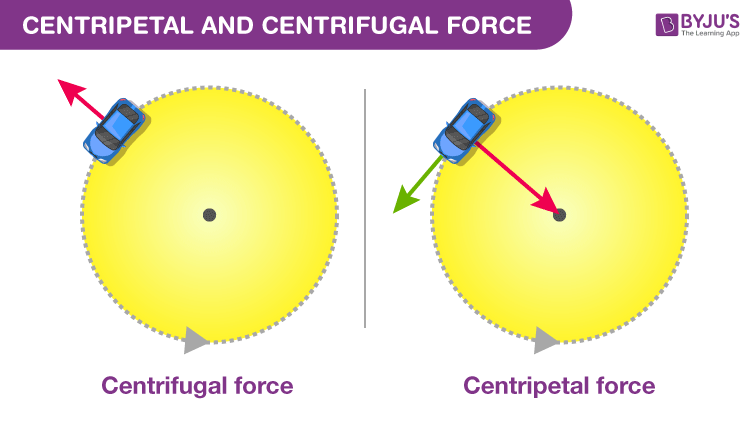 CENTRIPETAL AND CENTRIFUGAL FORCE
BYJU'S
The Learning App
Centrifugal force
Centripetal force